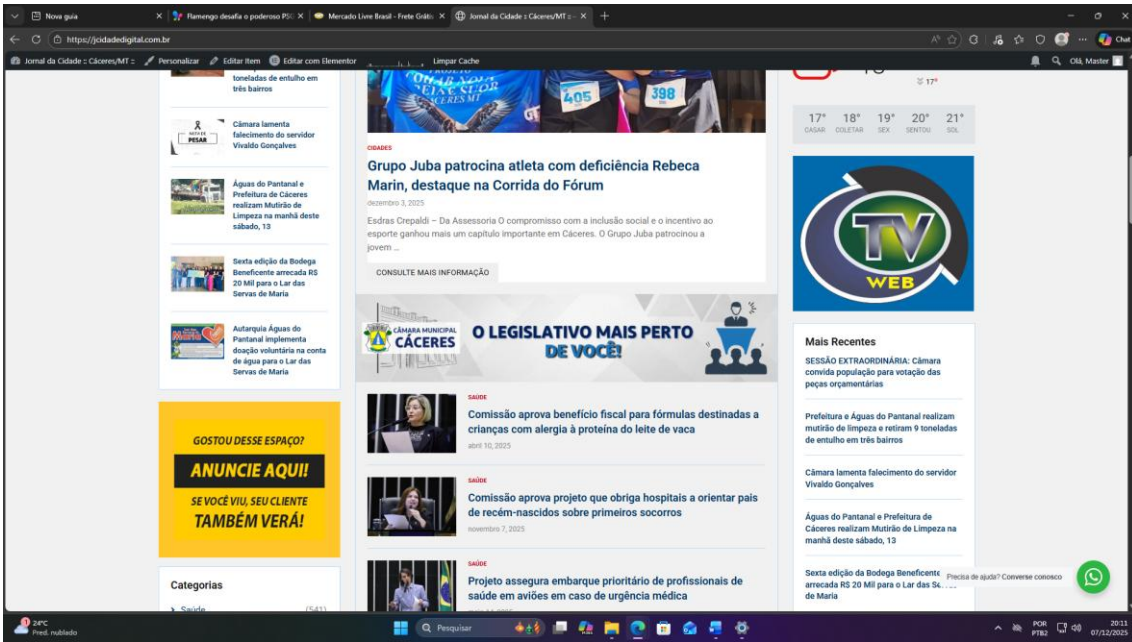 Nova guia
Flamengo desafia o poderoso PSG
Mercado Livre Brasil - Frete Grátis
Jornal da Cidade :: Cáceres/MT ::
https://jcidadedigital.com.br
Chat
Jornal da Cidade :: Cáceres/MT ::
Personalizar
Editar Item
Editar com Elementor
Limpar Cache
Olá, Master
toneladas de entulho em
três bairros
NOTA DE
PESAR
Câmara lamenta
falecimento do servidor
Vivaldo Gonçalves
Águas do Pantanal e
Prefeitura de Cáceres
realizam Mutirão de
Limpeza na manhã deste
sábado, 13
Sexta edição da Bodega
Beneficente arrecada R$
20 Mil para o Lar das
Servas de Maria
Autarquia Águas do
Pantanal implementa
doação voluntária na conta
de água para o Lar das
Servas de Maria
GOSTOU DESSE ESPAÇO?
ANUNCIE AQUI!
SE VOCÊ VIU, SEU CLIENTE
TAMBÉM VERÁ!
Categorias
Saúde
(541)
CÁCERES MT
405
398
CIDADES
Grupo Juba patrocina atleta com deficiência Rebeca
Marin, destaque na Corrida do Fórum
dezembro 3, 2025
Esdras Crepaldi – Da Assessoria O compromisso com a inclusão social e o incentivo ao
esporte ganhou mais um capítulo importante em Cáceres. O Grupo Juba patrocinou a
jovem ...
CONSULTE MAIS INFORMAÇÃO
CÂMARA MUNICIPAL
CÁCERES
O LEGISLATIVO MAIS PERTO
DE VOCÊ!
SAÚDE
Comissão aprova benefício fiscal para fórmulas destinadas a
crianças com alergia à proteína do leite de vaca
abril 10, 2025
SAÚDE
Comissão aprova projeto que obriga hospitais a orientar pais
de recém-nascidos sobre primeiros socorros
novembro 7, 2025
SAÚDE
Projeto assegura embarque prioritário de profissionais de
saúde em aviões em caso de urgência médica
17°
17° 18° 19° 20° 21°
CASAR COLETAR SEX SENTOU SOL
TV
WEB
Mais Recentes
SESSÃO EXTRAORDINÁRIA: Câmara
convida população para votação das
peças orçamentárias
Prefeitura e Águas do Pantanal realizam
mutirão de limpeza e retiram 9 toneladas
de entulho em três bairros
Câmara lamenta falecimento do servidor
Vivaldo Gonçalves
Águas do Pantanal e Prefeitura de
Cáceres realizam Mutirão de Limpeza na
manhã deste sábado, 13
Sexta edição da Bodega Beneficente
arrecada R$ 20 Mil para o Lar das
de Maria
Precisa de ajuda? Converse conosco
24°C
Pred. nublado
Pesquisar
POR
PTB2
20:11
07/12/2025